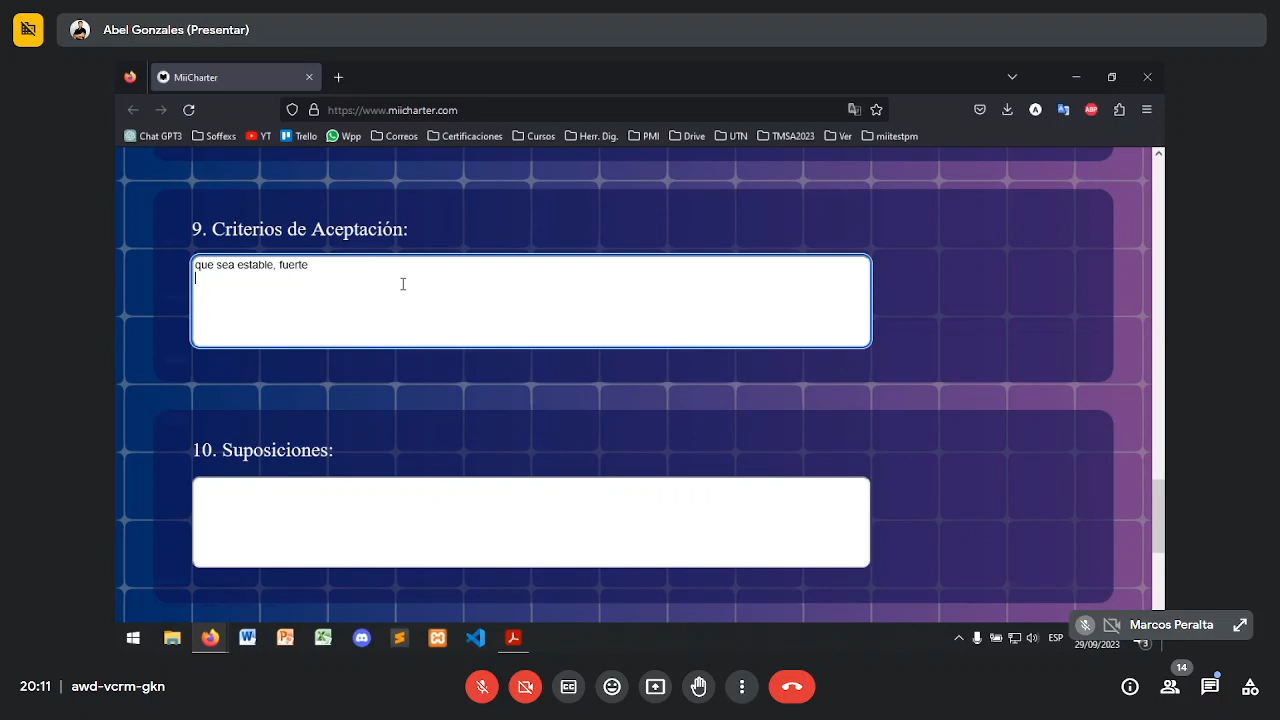 Abel Gonzales (Presentar)
MiiCharter
https://www.miicharter.com
Chat GPT3 Soffexs YT Trello Wpp Correos Certificaciones Cursos Herr. Dig. PMI Drive UTN TMSA2023 Ver miitestpm
A
ABP
9. Criterios de Aceptación:
que sea estable, fuerte
10. Suposiciones:
Marcos Peralta
ESP
29/09/2023
3
14
20:11 | awd-vcrm-gkn